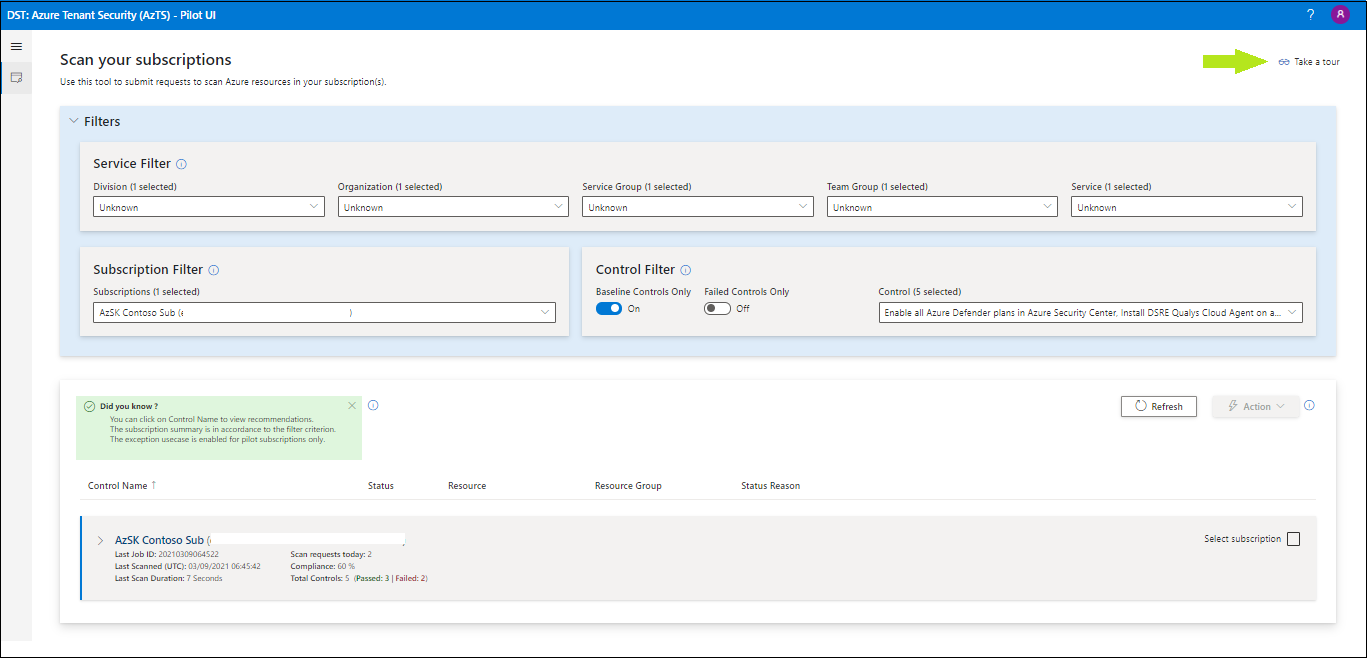 DST: Azure Tenant Security (AzTS) - Pilot UI
? A
Scan your subscriptions
Take a tour
Use this tool to submit requests to scan Azure resources in your subscription(s).
Filters
Service Filter
Division (1 selected) Organization (1 selected) Service Group (1 selected) Team Group (1 selected) Service (1 selected)
Unknown Unknown Unknown Unknown Unknown
Subscription Filter
Subscriptions (1 selected)
AzSK Contoso Sub ( )
Control Filter
Baseline Controls Only Failed Controls Only Control (5 selected)
On Off Enable all Azure Defender plans in Azure Security Center, Install DSRE Qualys Cloud Agent on a...
Did you know ?
You can click on Control Name to view recommendations.
The subscription summary is in accordance to the filter criterion.
The exception usecase is enabled for pilot subscriptions only.
Refresh Action
Control Name ↑ Status Resource Resource Group Status Reason
AzSK Contoso Sub ( Select subscription
Last Job ID: 20210309064522 Scan requests today: 2
Last Scanned (UTC): 03/09/2021 06:45:42 Compliance: 60 %
Last Scan Duration: 7 Seconds Total Controls: 5 (Passed: 3 | Failed: 2)